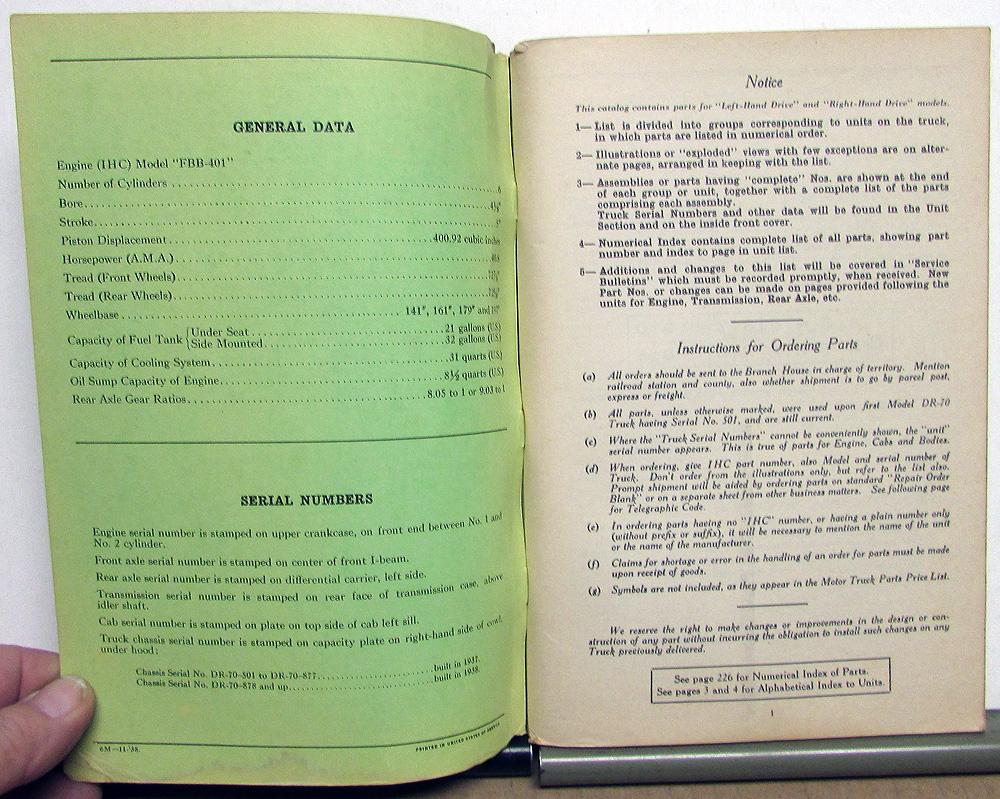 GENERAL DATA
Engine (IHC) Model "FBB-401"
Number of Cylinders ........ 6
Bore ........ 4⅛"
Stroke ........ 5"
Piston Displacement ........ 400.92 cubic inches
Horsepower (A.M.A.) ........
Tread (Front Wheels) ........
Tread (Rear Wheels) ........
Wheelbase ........ 141", 161", 179" and
Capacity of Fuel Tank { Under Seat ........ 21 gallons (US)
Side Mounted ........ 32 gallons (US)
Capacity of Cooling System ........ 31 quarts (US)
Oil Sump Capacity of Engine ........ 8½ quarts (US)
Rear Axle Gear Ratios ........ 8.05 to 1 or 9.03 to 1
SERIAL NUMBERS
Engine serial number is stamped on upper crankcase, on front end between No. 1 and
No. 2 cylinder.
Front axle serial number is stamped on center of front I-beam.
Rear axle serial number is stamped on differential carrier, left side.
Transmission serial number is stamped on rear face of transmission case, above
idler shaft.
Cab serial number is stamped on plate on top side of cab left sill.
Truck chassis serial number is stamped on capacity plate on right-hand side of cowl,
under hood:
Chassis Serial No. DR-70-501 to DR-70-877 ........ built in 1937.
Chassis Serial No. DR-70-878 and up ........ built in 1938.
6M—11-'38.
PRINTED IN UNITED STATES OF AMERICA
Notice
This catalog contains parts for "Left-Hand Drive" and "Right-Hand Drive" models.
1— List is divided into groups corresponding to units on the truck,
in which parts are listed in numerical order.
2— Illustrations or "exploded" views with few exceptions are on alter-
nate pages, arranged in keeping with the list.
3— Assemblies or parts having "complete" Nos. are shown at the end
of each group or unit, together with a complete list of the parts
comprising each assembly.
Truck Serial Numbers and other data will be found in the Unit
Section and on the inside front cover.
4— Numerical Index contains complete list of all parts, showing part
number and index to page in unit list.
5— Additions and changes to this list will be covered in "Service
Bulletins" which must be recorded promptly, when received. New
Part Nos. or changes can be made on pages provided following the
units for Engine, Transmission, Rear Axle, etc.
Instructions for Ordering Parts
(a) All orders should be sent to the Branch House in charge of territory. Mention
railroad station and county, also whether shipment is to go by parcel post,
express or freight.
(b) All parts, unless otherwise marked, were used upon first Model DR-70
Truck having Serial No. 501, and are still current.
(c) Where the "Truck Serial Numbers" cannot be conveniently shown, the "unit"
serial number appears. This is true of parts for Engine, Cabs and Bodies.
(d) When ordering, give IHC part number, also Model and serial number of
Truck. Don't order from the illustrations only, but refer to the list also.
Prompt shipment will be aided by ordering parts on standard "Repair Order
Blank" or on a separate sheet from other business matters. See following page
for Telegraphic Code.
(e) In ordering parts having no "IHC" number, or having a plain number only
(without prefix or suffix), it will be necessary to mention the name of the unit
or the name of the manufacturer.
(f) Claims for shortage or error in the handling of an order for parts must be made
upon receipt of goods.
(g) Symbols are not included, as they appear in the Motor Truck Parts Price List.
We reserve the right to make changes or improvements in the design or con-
struction of any part without incurring the obligation to install such changes on any
Truck previously delivered.
See page 226 for Numerical Index of Parts.
See pages 3 and 4 for Alphabetical Index to Units.
1